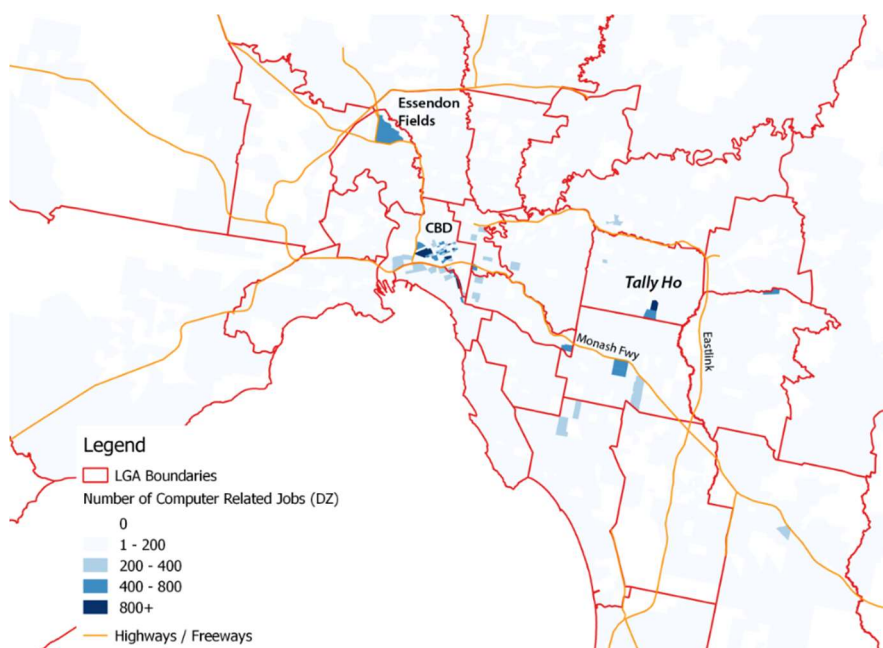 Essendon
Fields
CBD
Tally Ho
Monash Fwy
Eastlink
Legend
LGA Boundaries
Number of Computer Related Jobs (DZ)
0
1 - 200
200 - 400
400 - 800
800+
Highways / Freeways